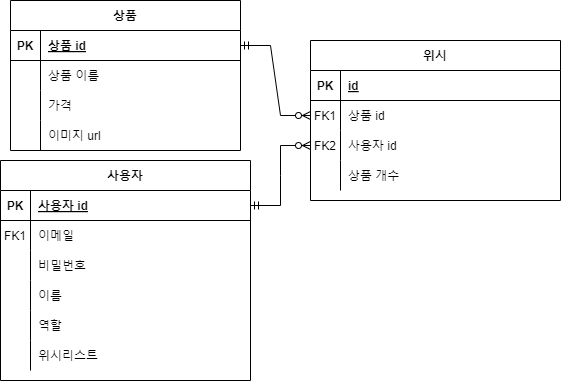 상품
PK 상품 id
상품 이름
가격
이미지 url
위시
PK id
FK1 상품 id
FK2 사용자 id
상품 개수
사용자
PK 사용자 id
FK1 이메일
비밀번호
이름
역할
위시리스트